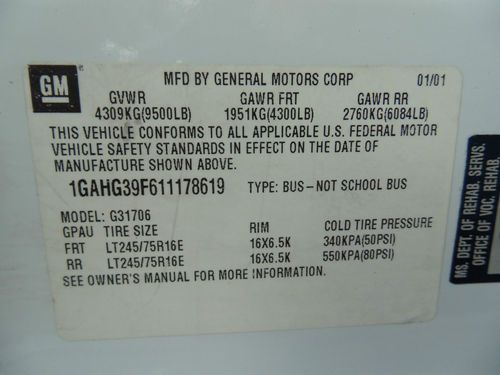 GM
MFD BY GENERAL MOTORS CORP 01/01
GVWR GAWR FRT GAWR RR
4309KG(9500LB) 1951KG(4300LB) 2760KG(6084LB)
THIS VEHICLE CONFORMS TO ALL APPLICABLE U.S. FEDERAL MOTOR
VEHICLE SAFETY STANDARDS IN EFFECT ON THE DATE OF
MANUFACTURE SHOWN ABOVE.
1GAHG39F611178619 TYPE: BUS–NOT SCHOOL BUS
MODEL: G31706
GPAU TIRE SIZE RIM COLD TIRE PRESSURE
FRT LT245/75R16E 16X6.5K 340KPA(50PSI)
RR LT245/75R16E 16X6.5K 550KPA(80PSI)
SEE OWNER'S MANUAL FOR MORE INFORMATION.
MS. DEPT. OF REHAB. SERVS.
OFFICE OF VOC. REHAB.